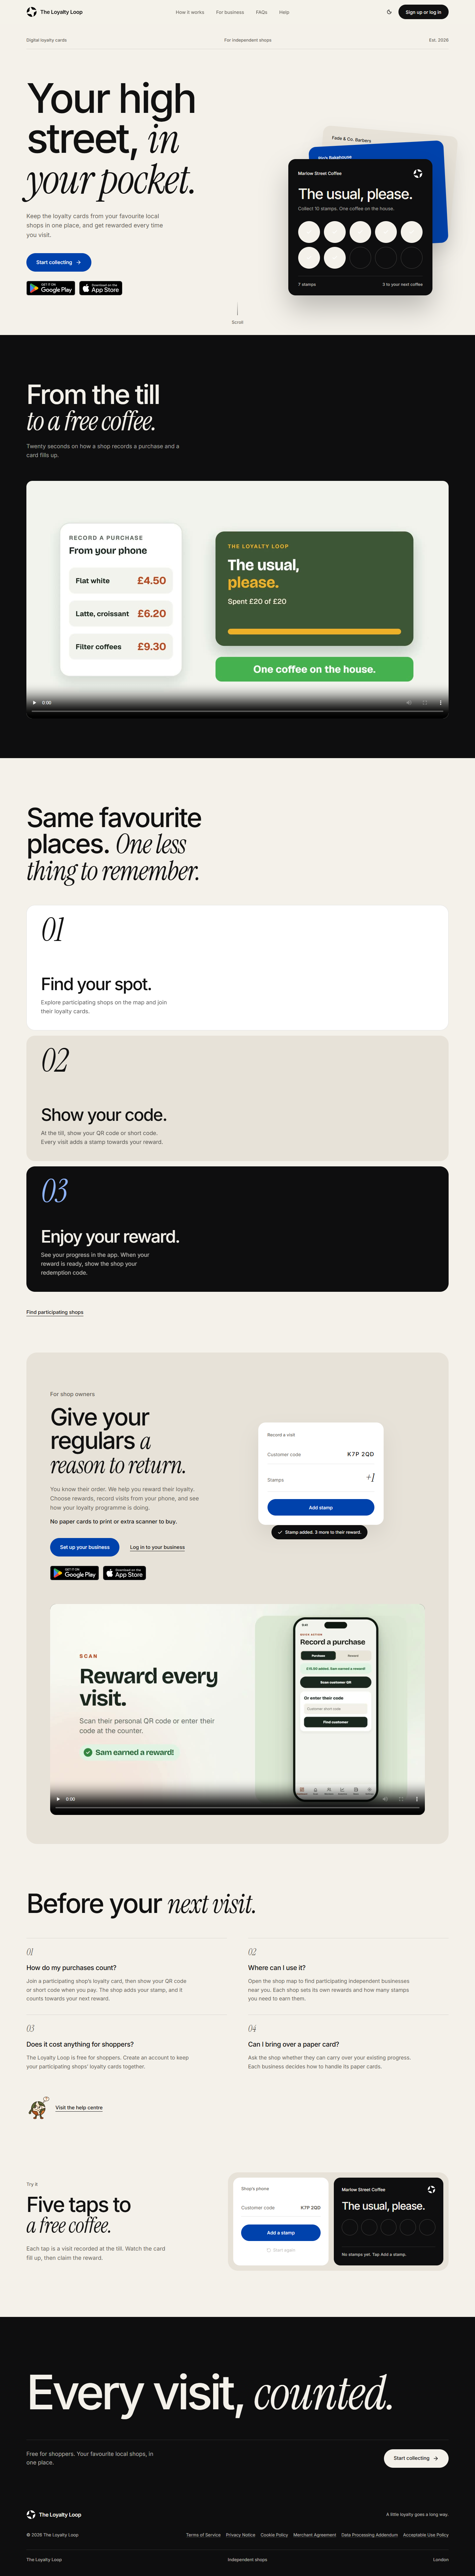 The Loyalty Loop
How it works
For business
FAQs
Help
Sign up or log in
Digital loyalty cards
For independent shops
Est. 2026
Your high
street, in
your pocket.
Keep the loyalty cards from your favourite local
shops in one place, and get rewarded every time
you visit.
Start collecting
GET IT ON
Google Play
Download on the
App Store
Fade & Co. Barbers
Marlow Street Coffee
The usual, please.
Collect 10 stamps. One coffee on the house.
7 stamps
3 to your next coffee
Scroll
From the till
to a free coffee.
Twenty seconds on how a shop records a purchase and a
card fills up.
RECORD A PURCHASE
From your phone
Flat white £4.50
Latte, croissant £6.20
Filter coffees £9.30
THE LOYALTY LOOP
The usual,
please.
Spent £20 of £20
One coffee on the house.
0:00
Same favourite
places. One less
thing to remember.
01
Find your spot.
Explore participating shops on the map and join
their loyalty cards.
02
Show your code.
At the till, show your QR code or short code.
Every visit adds a stamp towards your reward.
03
Enjoy your reward.
See your progress in the app. When your
reward is ready, show the shop your
redemption code.
Find participating shops
For shop owners
Give your
regulars a
reason to return.
You know their order. We help you reward their loyalty.
Choose rewards, record visits from your phone, and see
how your loyalty programme is doing.
No paper cards to print or extra scanner to buy.
Set up your business
Log in to your business
GET IT ON
Google Play
Download on the
App Store
Record a visit
Customer code K7P 2QD
Stamps +1
Add stamp
Stamp added. 3 more to their reward.
SCAN
Reward every
visit.
Scan their personal QR code or enter their
code at the counter.
Sam earned a reward!
Record a purchase
Purchase
Reward
Scan customer QR
Or enter their code
Customer short code
Find customer
0:00
Before your next visit.
01
How do my purchases count?
Join a participating shop's loyalty card, then show your QR code
or short code when you pay. The shop adds your stamp, and it
counts towards your next reward.
02
Where can I use it?
Open the shop map to find participating independent businesses
near you. Each shop sets its own rewards and how many stamps
you need to earn them.
03
Does it cost anything for shoppers?
The Loyalty Loop is free for shoppers. Create an account to keep
your participating shops' loyalty cards together.
04
Can I bring over a paper card?
Ask the shop whether they can carry over your existing progress.
Each business decides how to handle its paper cards.
Visit the help centre
Try it
Five taps to
a free coffee.
Each tap is a visit recorded at the till. Watch the card
fill up, then claim the reward.
Shop's phone
Customer code K7P 2QD
Add a stamp
Start again
Marlow Street Coffee
The usual, please.
No stamps yet. Tap Add a stamp.
Every visit, counted.
Free for shoppers. Your favourite local shops, in
one place.
Start collecting
The Loyalty Loop
A little loyalty goes a long way.
© 2026 The Loyalty Loop
Terms of Service
Privacy Notice
Cookie Policy
Merchant Agreement
Data Processing Addendum
Acceptable Use Policy
The Loyalty Loop
Independent shops
London